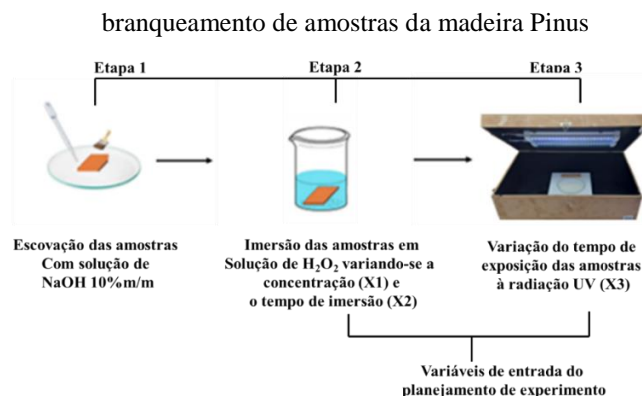 branqueamento de amostras da madeira Pinus
Etapa 1
Etapa 2
Etapa 3
Escovação das amostras
Com solução de
NaOH 10%m/m
Imersão das amostras em
Solução de H₂O₂ variando-se a
concentração (X1) e
o tempo de imersão (X2)
Variação do tempo de
exposição das amostras
à radiação UV (X3)
Variáveis de entrada do
planejamento de experimento